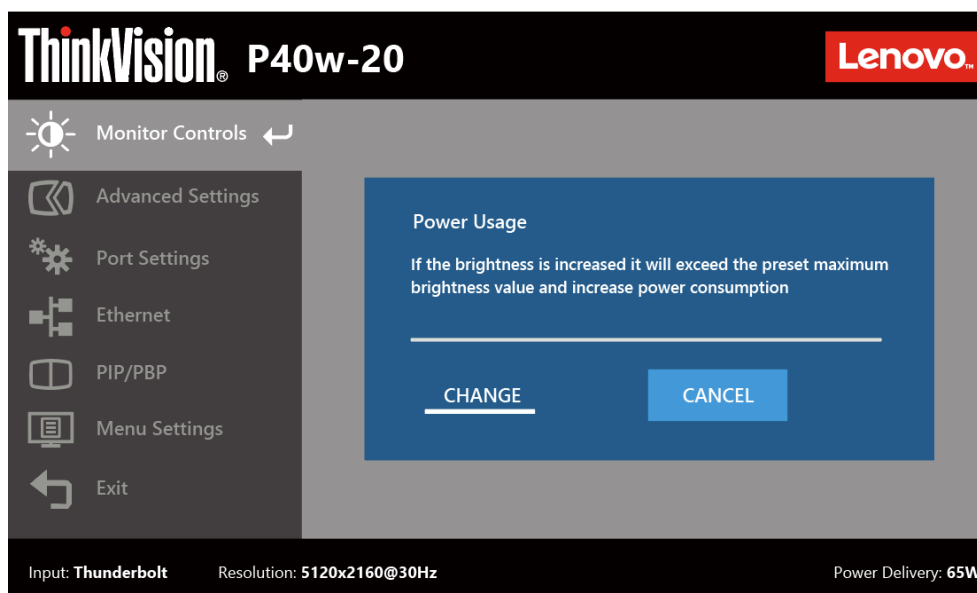 ThinkVision® P40w-20
Lenovo™
Monitor Controls
Advanced Settings
Port Settings
Ethernet
PIP/PBP
Menu Settings
Exit
Power Usage
If the brightness is increased it will exceed the preset maximum
brightness value and increase power consumption
CHANGE CANCEL
Input: Thunderbolt Resolution: 5120x2160@30Hz Power Delivery: 65W